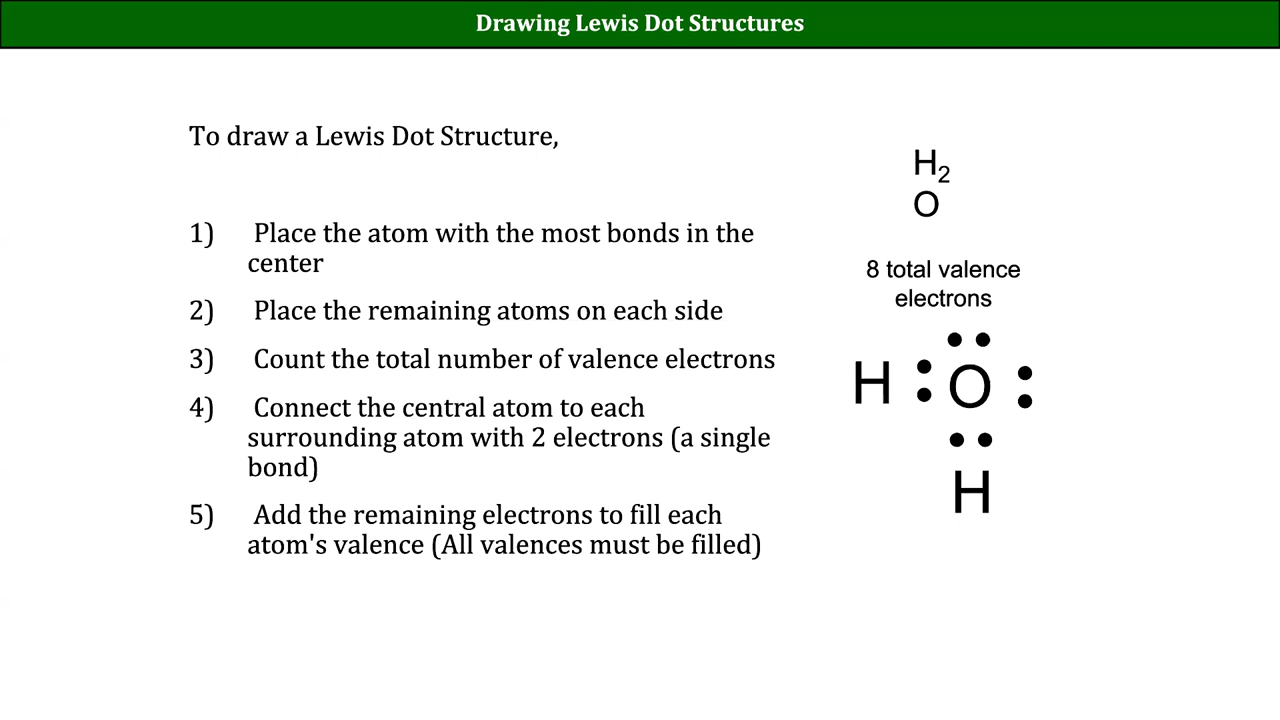 Drawing Lewis Dot Structures
To draw a Lewis Dot Structure,
1) Place the atom with the most bonds in the
center
2) Place the remaining atoms on each side
3) Count the total number of valence electrons
4) Connect the central atom to each
surrounding atom with 2 electrons (a single
bond)
5) Add the remaining electrons to fill each
atom's valence (All valences must be filled)
H₂
O
8 total valence
electrons
H O
H